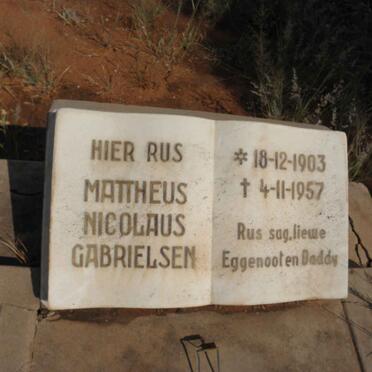 HIER RUS
MATTHEUS
NICOLAUS
GABRIELSEN
* 18-12-1903
† 4-11-1957
Rus sag, liewe
Eggenoot en Daddy